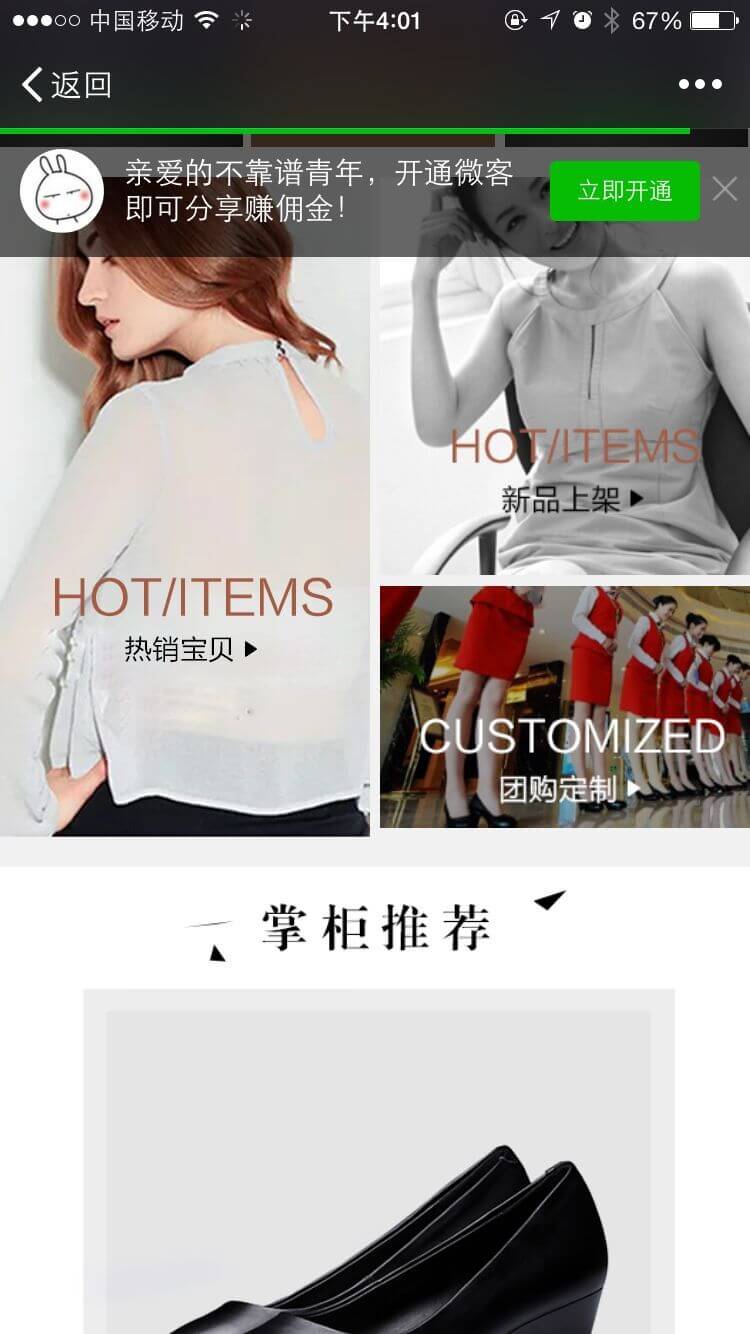 中国移动
下午4:01
67%
返回
亲爱的不靠谱青年，开通微客
即可分享赚佣金！
立即开通
HOT/ITEMS
新品上架
HOT/ITEMS
热销宝贝
CUSTOMIZED
团购定制
掌柜推荐